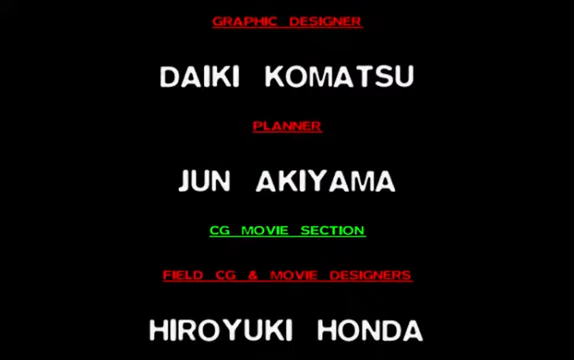 GRAPHIC DESIGNER
DAIKI KOMATSU
PLANNER
JUN AKIYAMA
CG MOVIE SECTION
FIELD CG & MOVIE DESIGNERS
HIROYUKI HONDA